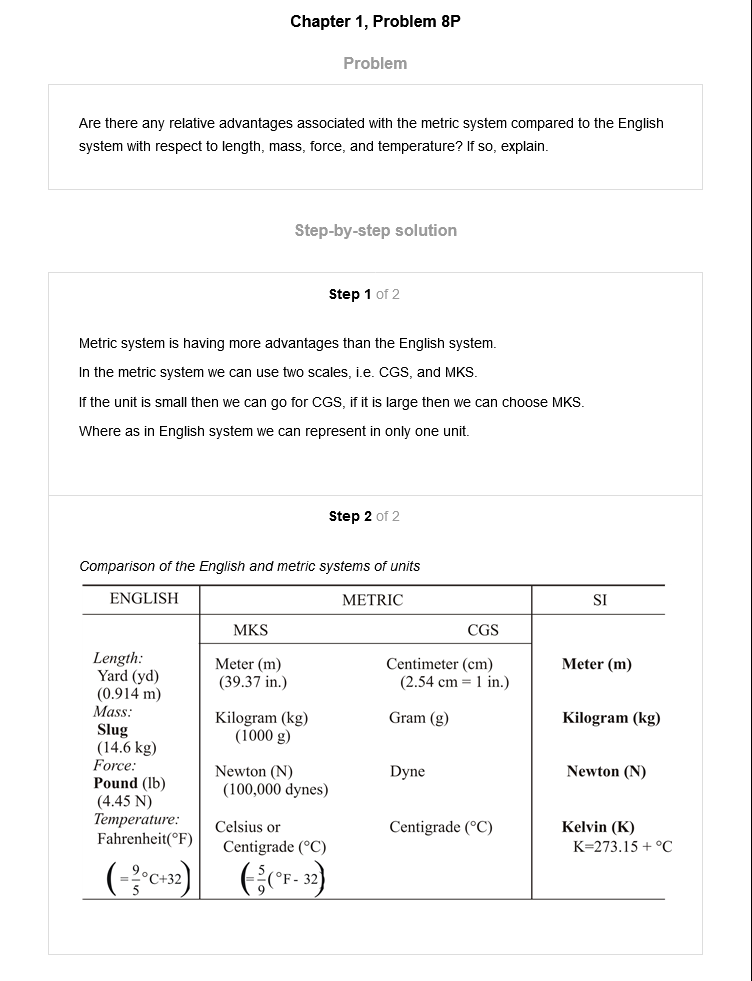 Chapter 1, Problem 8P
Problem
Are there any relative advantages associated with the metric system compared to the English
system with respect to length, mass, force, and temperature? If so, explain.
Step-by-step solution
Step 1 of 2
Metric system is having more advantages than the English system.
In the metric system we can use two scales, i.e. CGS, and MKS.
If the unit is small then we can go for CGS, if it is large then we can choose MKS.
Where as in English system we can represent in only one unit.
Step 2 of 2
Comparison of the English and metric systems of units
ENGLISH METRIC SI
MKS CGS
Length:
Yard (yd)
(0.914 m)
Meter (m)
(39.37 in.)
Centimeter (cm)
(2.54 cm = 1 in.)
Meter (m)
Mass:
Slug
(14.6 kg)
Kilogram (kg)
(1000 g)
Gram (g)
Kilogram (kg)
Force:
Pound (lb)
(4.45 N)
Newton (N)
(100,000 dynes)
Dyne
Newton (N)
Temperature:
Fahrenheit(°F)
(=9/5°C+32)
Celsius or
Centigrade (°C)
(=5/9(°F- 32)
Centigrade (°C)
Kelvin (K)
K=273.15 + °C